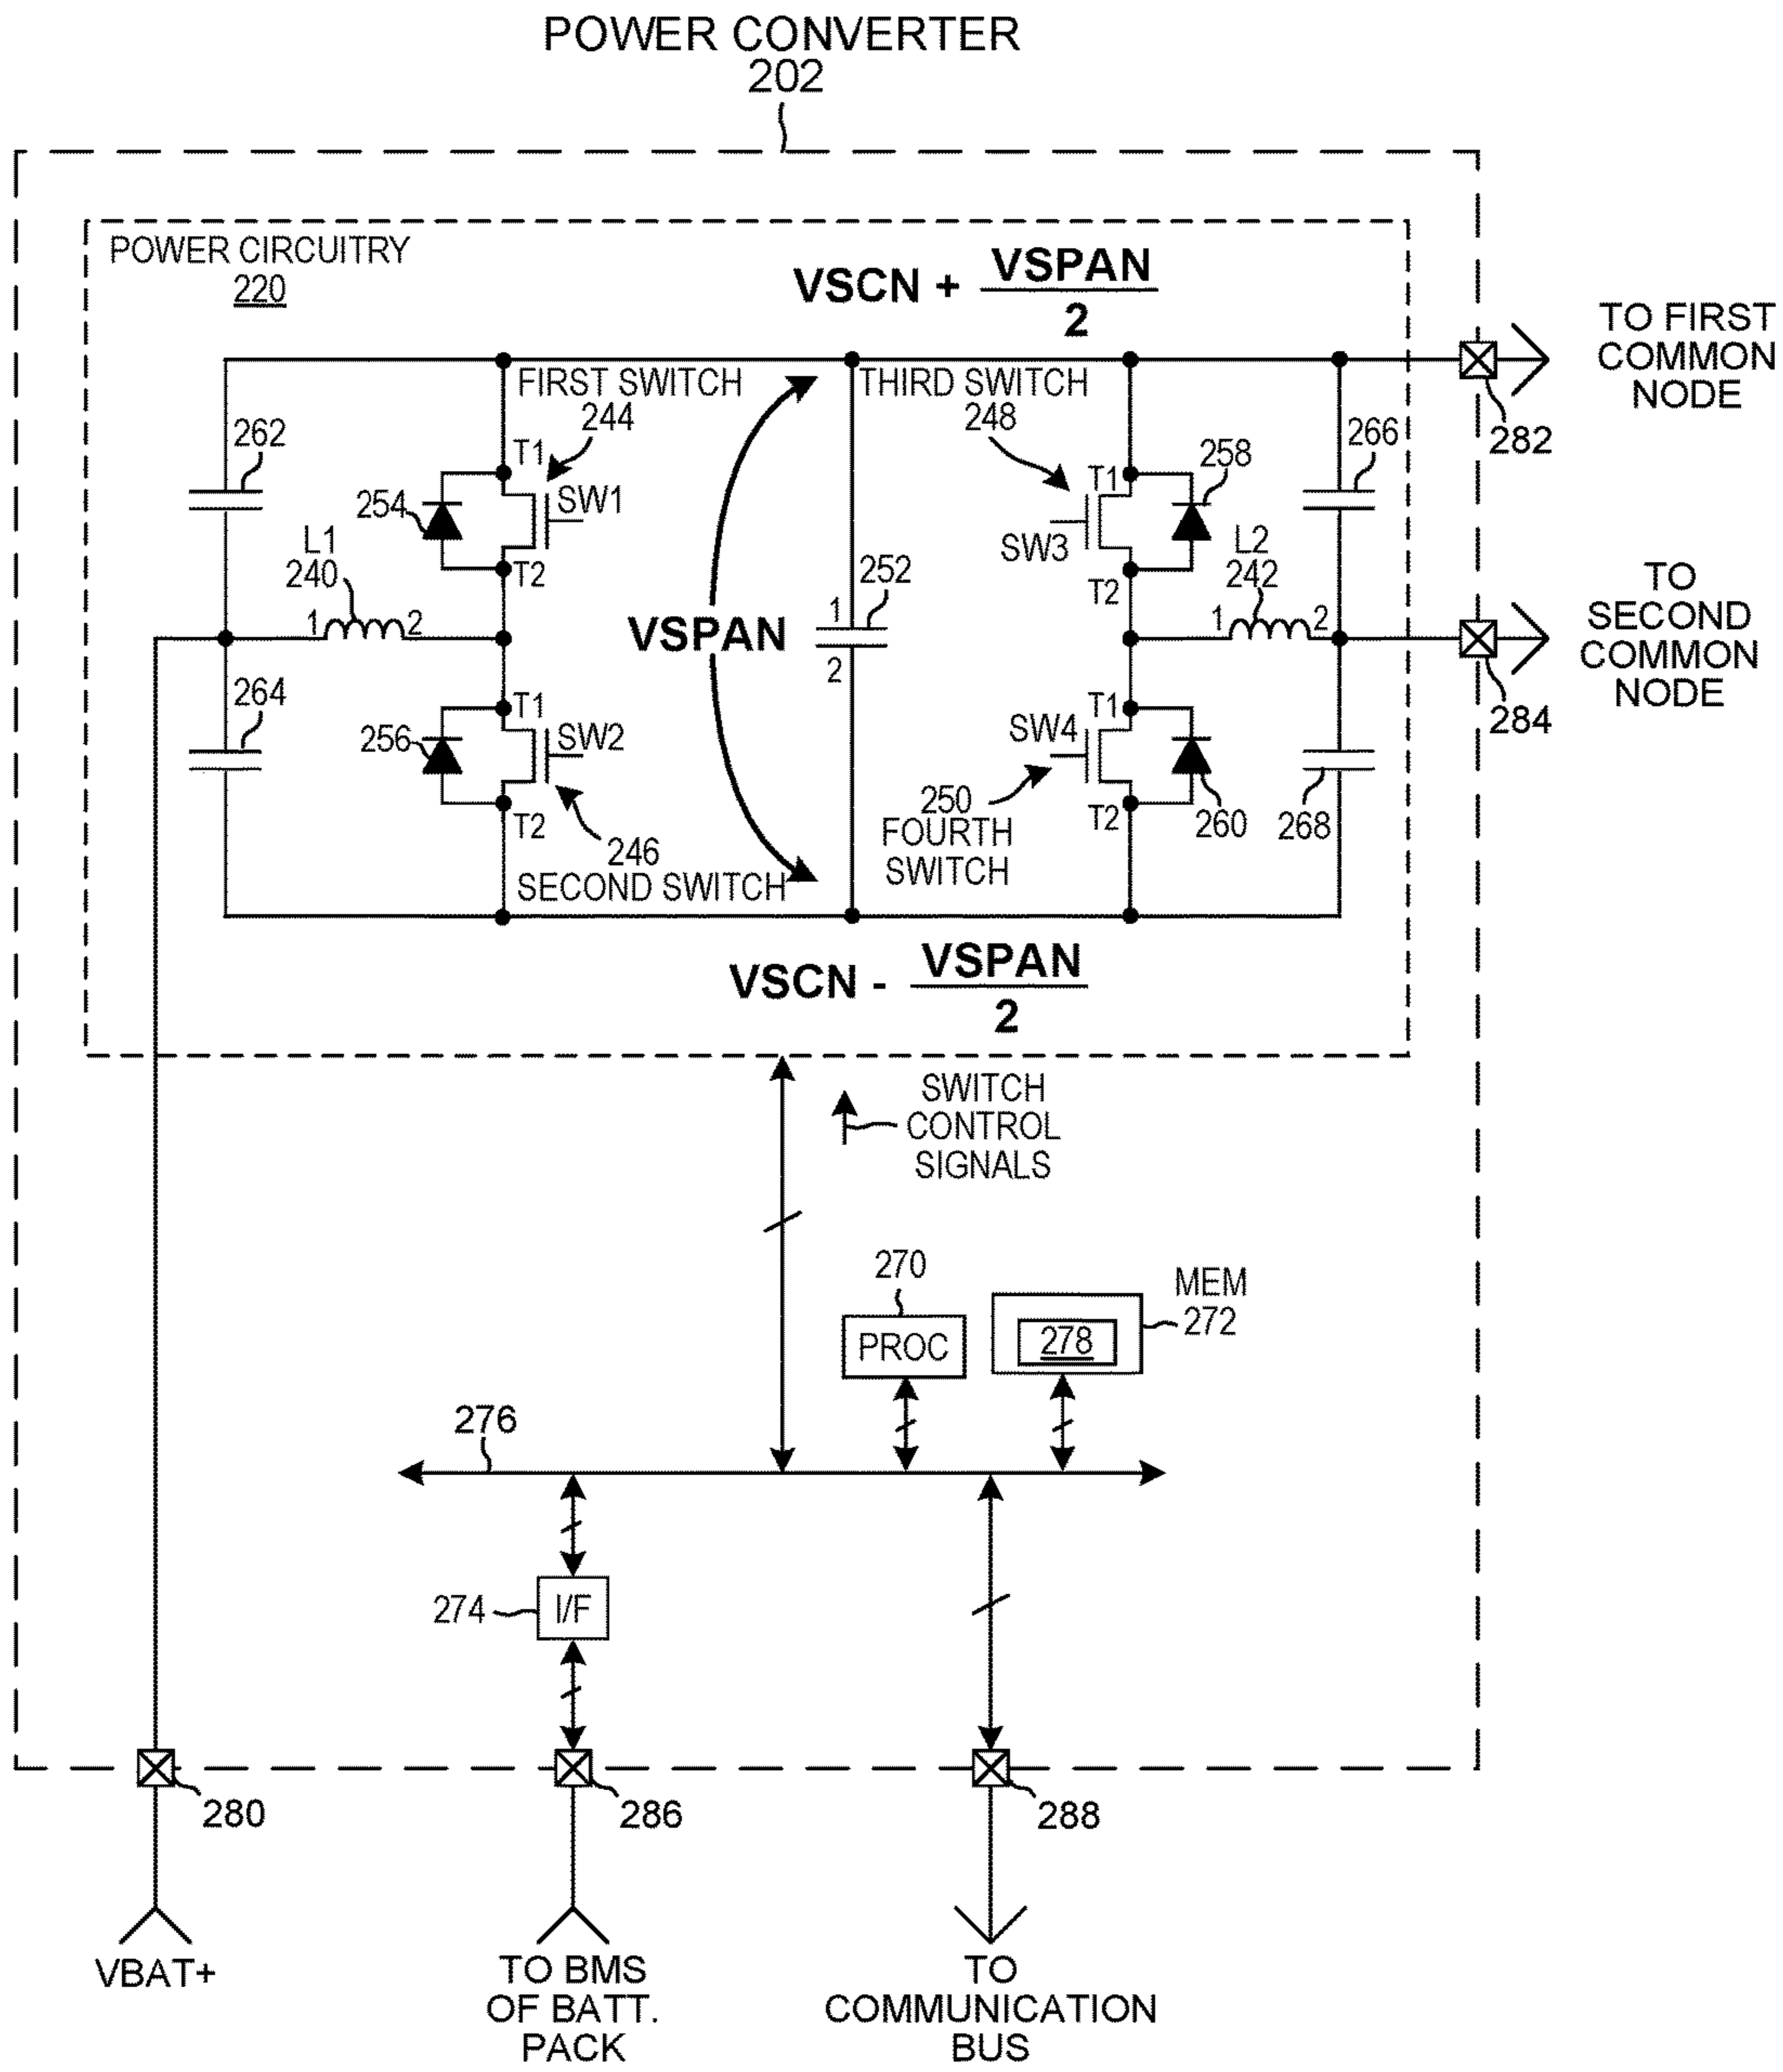 POWER CONVERTER
202
POWER CIRCUITRY
220
VSCN + VSPAN
2
TO FIRST
COMMON
NODE
282
FIRST SWITCH
244
THIRD SWITCH
248
262
T1
254
SW1
T2
L1
240
1
2
264
T1
256
SW2
T2
246
SECOND SWITCH
VSPAN
252
1
2
T1
258
266
SW3
T2
L2
242
1
2
TO
SECOND
COMMON
NODE
284
T1
SW4
250
FOURTH
SWITCH
T2
260
268
VSCN - VSPAN
2
SWITCH
CONTROL
SIGNALS
270
PROC
MEM
272
278
276
274
I/F
280
286
288
VBAT+
TO BMS
OF BATT.
PACK
TO
COMMUNICATION
BUS